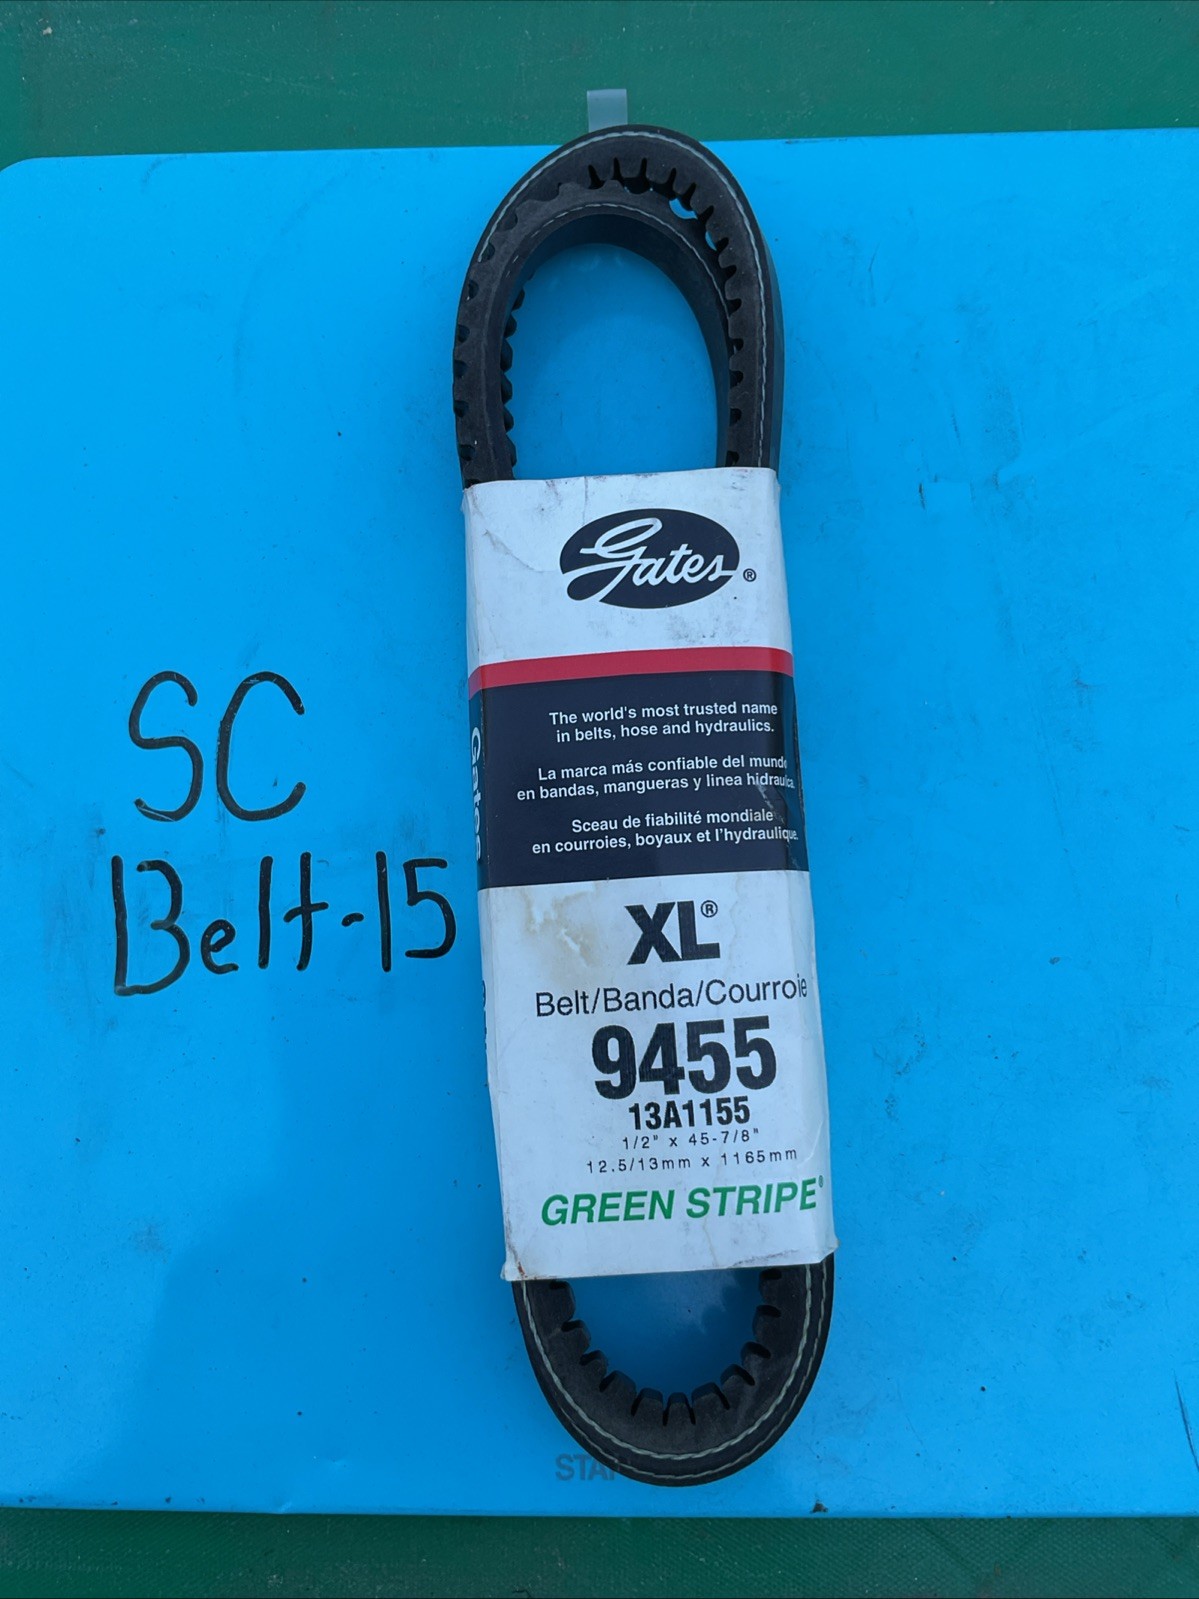 Gates®
The world's most trusted name
in belts, hose and hydraulics.
La marca más confiable del mundo
en bandas, mangueras y linea hidraulica.
Sceau de fiabilité mondiale
en courroies, boyaux et l'hydraulique.
Gates
SC
Belt-15
XL®
Belt/Banda/Courroie
9455
13A1155
1/2" x 45-7/8"
12.5/13mm x 1165mm
GREEN STRIPE®